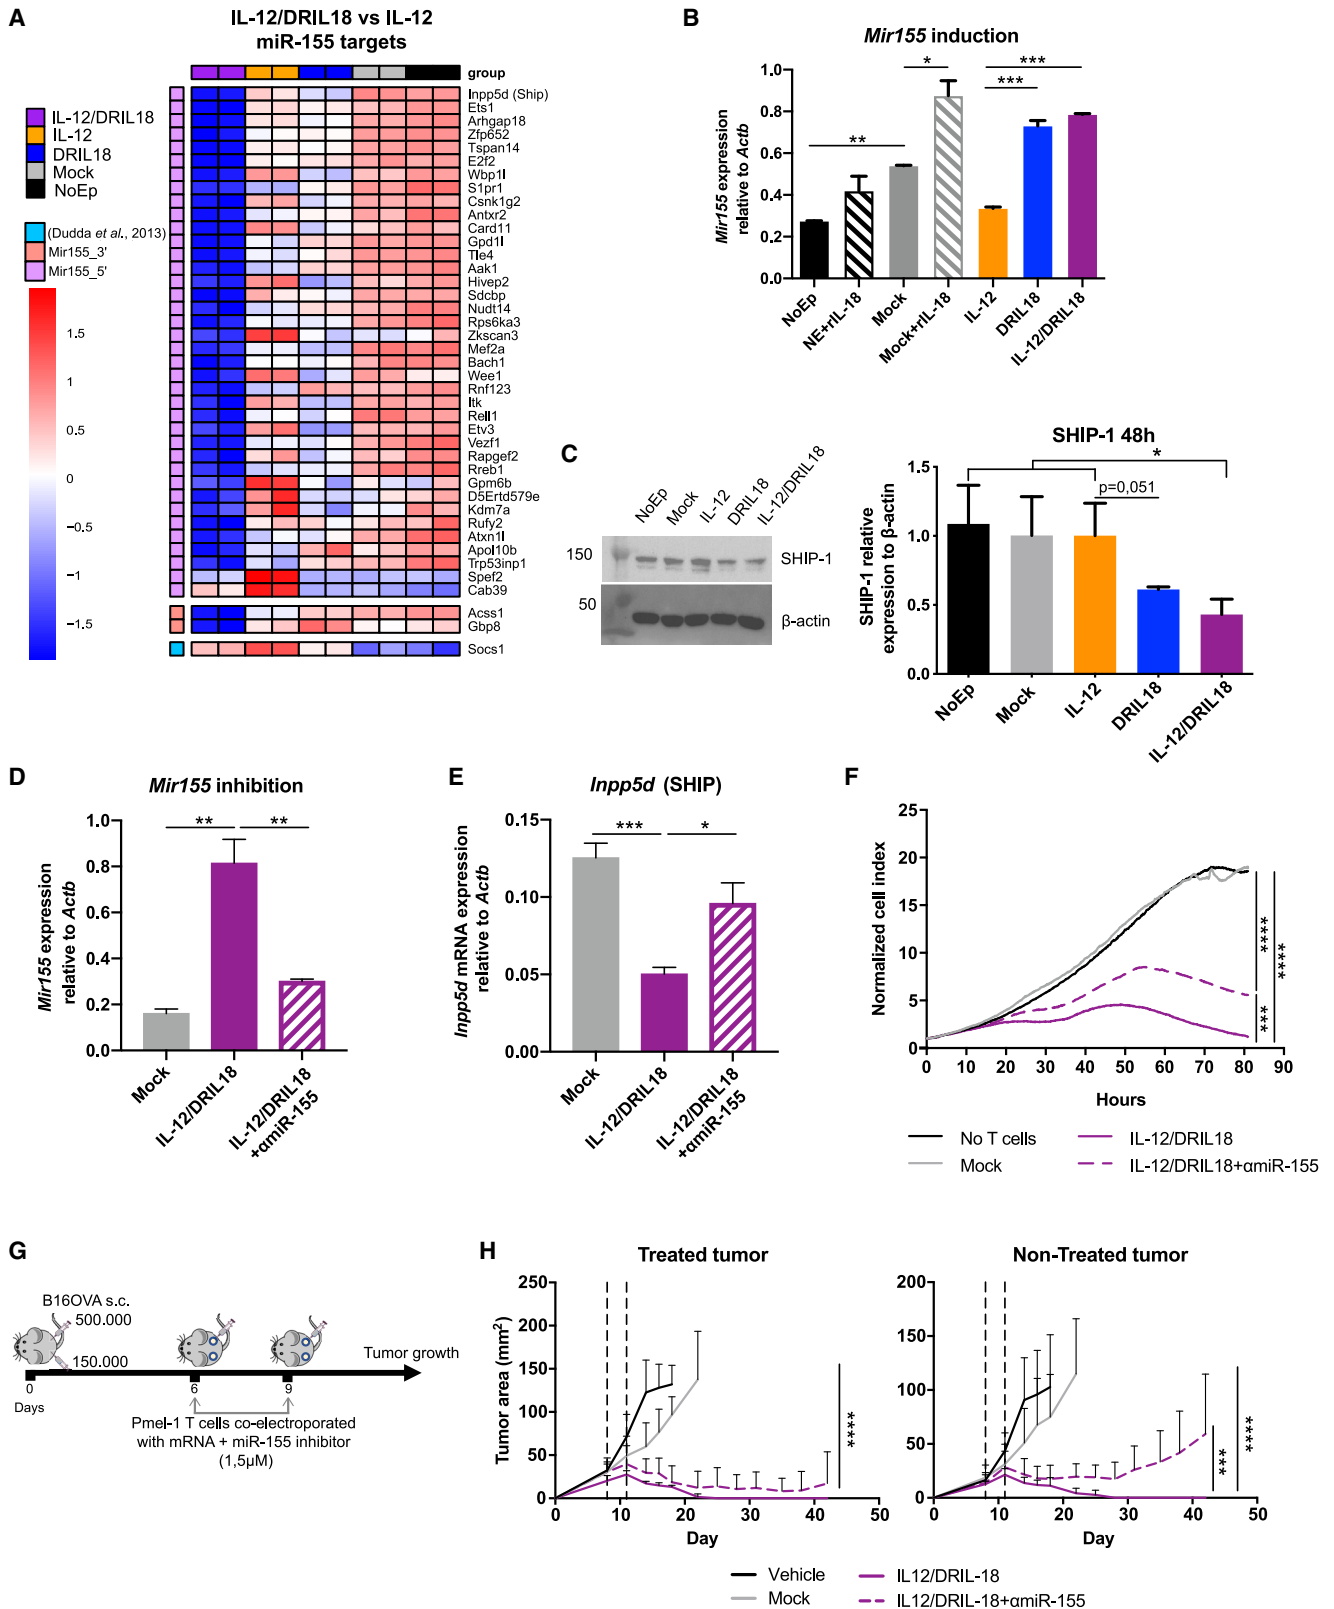 A
IL-12/DRIL18 vs IL-12
miR-155 targets
group
IL-12/DRIL18
IL-12
DRIL18
Mock
NoEp
(Dudda et al., 2013)
Mir155_3'
Mir155_5'
1.5
1
0.5
0
−0.5
−1
−1.5
Inpp5d (Ship)
Ets1
Arhgap18
Zfp652
Tspan14
E2f2
Wbp1l
S1pr1
Csnk1g2
Antxr2
Card11
Gpd1l
Tle4
Aak1
Hivep2
Sdcbp
Nudt14
Rps6ka3
Zkscan3
Mef2a
Bach1
Wee1
Rnf123
Itk
Rell1
Etv3
Vezf1
Rapgef2
Rreb1
Gpm6b
D5Ertd579e
Kdm7a
Rufy2
Atxn1l
Apol10b
Trp53inp1
Spef2
Cab39
Acss1
Gbp8
Socs1
B
Mir155 induction
Mir155 expression
relative to Actb
1.0
0.8
0.6
0.4
0.2
0.0
**
*
***
***
NoEp
NE+rIL-18
Mock
Mock+rIL-18
IL-12
DRIL18
IL-12/DRIL18
C
NoEp
Mock
IL-12
DRIL18
IL-12/DRIL18
150
SHIP-1
50
β-actin
SHIP-1 48h
SHIP-1 relative
expression to β-actin
1.5
1.0
0.5
0.0
*
p=0,051
NoEp
Mock
IL-12
DRIL18
IL-12/DRIL18
D
Mir155 inhibition
Mir155 expression
relative to Actb
1.0
0.8
0.6
0.4
0.2
0.0
**
**
Mock
IL-12/DRIL18
IL-12/DRIL18
+αmiR-155
E
Inpp5d (SHIP)
Inpp5d mRNA expression
relative to Actb
0.15
0.10
0.05
0.00
***
*
Mock
IL-12/DRIL18
IL-12/DRIL18
+αmiR-155
F
Normalized cell index
25
20
15
10
5
0
0 10 20 30 40 50 60 70 80 90
Hours
****
***
****
No T cells
Mock
IL-12/DRIL18
IL-12/DRIL18+αmiR-155
G
B16OVA s.c.
500.000
150.000
Tumor growth
0
6
9
Days
Pmel-1 T cells co-electroporated
with mRNA + miR-155 inhibitor
(1,5µM)
H
Treated tumor
Tumor area (mm²)
250
200
150
100
50
0
0 10 20 30 40 50
Day
****
Non-Treated tumor
200
150
100
50
0
0 10 20 30 40 50
Day
***
****
Vehicle
Mock
IL12/DRIL-18
IL12/DRIL-18+αmiR-155